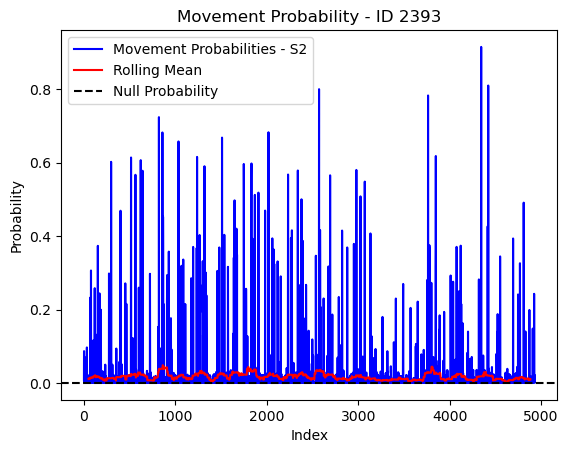 Movement Probability - ID 2393
Movement Probabilities - S2
Rolling Mean
Null Probability
Probability
0.8
0.6
0.4
0.2
0.0
0 1000 2000 3000 4000 5000
Index